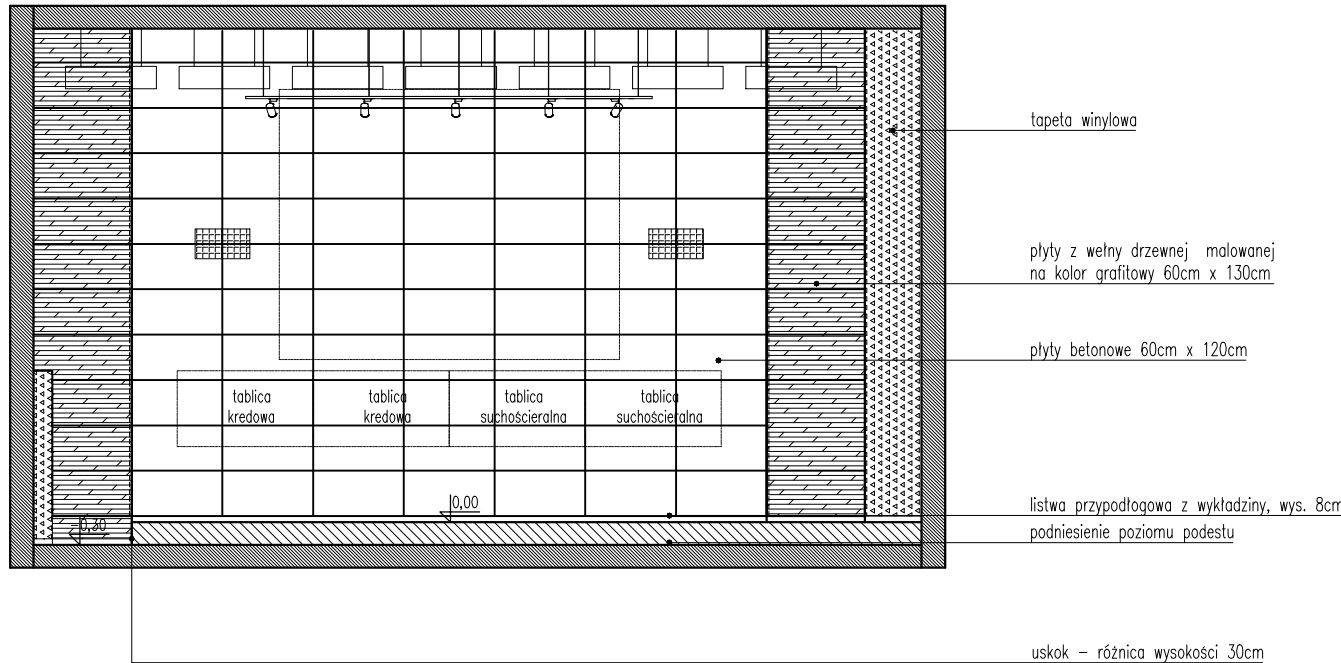 tapeta winylowa
płyty z wełny drzewnej malowanej
na kolor grafitowy 60cm x 130cm
płyty betonowe 60cm x 120cm
tablica
kredowa
tablica
kredowa
tablica
suchościeralna
tablica
suchościeralna
0,00
-0,30
listwa przypodłogowa z wykładziny, wys. 8cm
podniesienie poziomu podestu
uskok – różnica wysokości 30cm